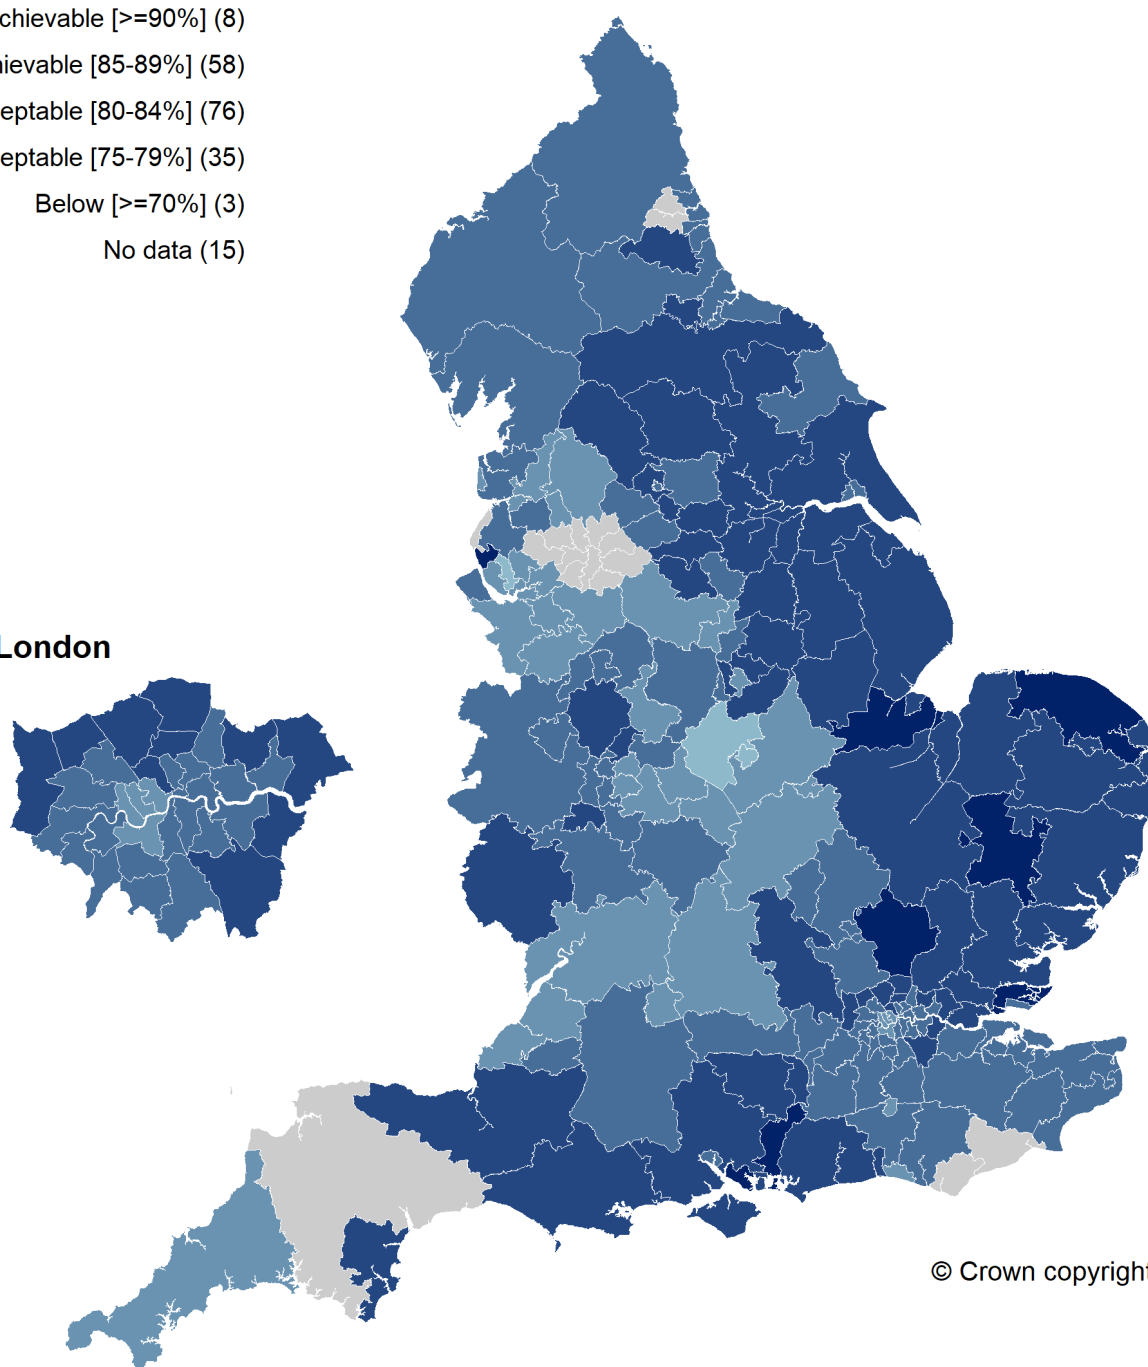 chievable [>=90%] (8)
ievable [85-89%] (58)
eptable [80-84%] (76)
eptable [75-79%] (35)
Below [>=70%] (3)
No data (15)
London
© Crown copyright